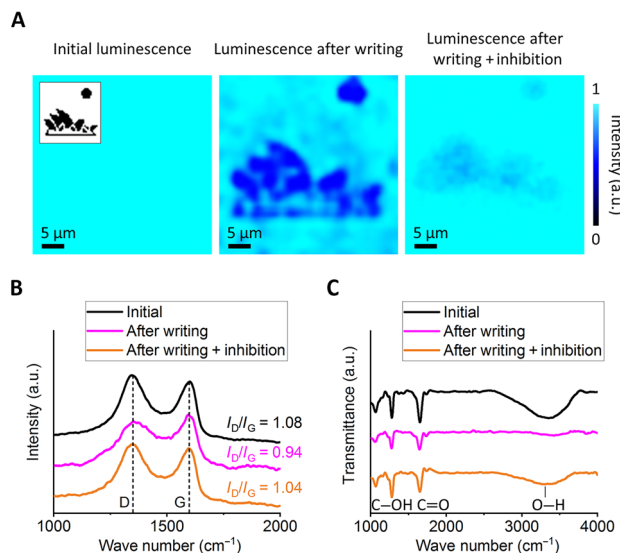 A
Initial luminescence
Luminescence after writing
Luminescence after
writing + inhibition
5 µm
5 µm
5 µm
1
Intensity (a.u.)
0
B
Initial
After writing
After writing + inhibition
Intensity (a.u.)
I_D/I_G = 1.08
I_D/I_G = 0.94
I_D/I_G = 1.04
D
G
1000
1500
2000
Wave number (cm⁻¹)
C
Initial
After writing
After writing + inhibition
Transmittance (a.u.)
C—OH
C=O
O—H
1000
2000
3000
4000
Wave number (cm⁻¹)